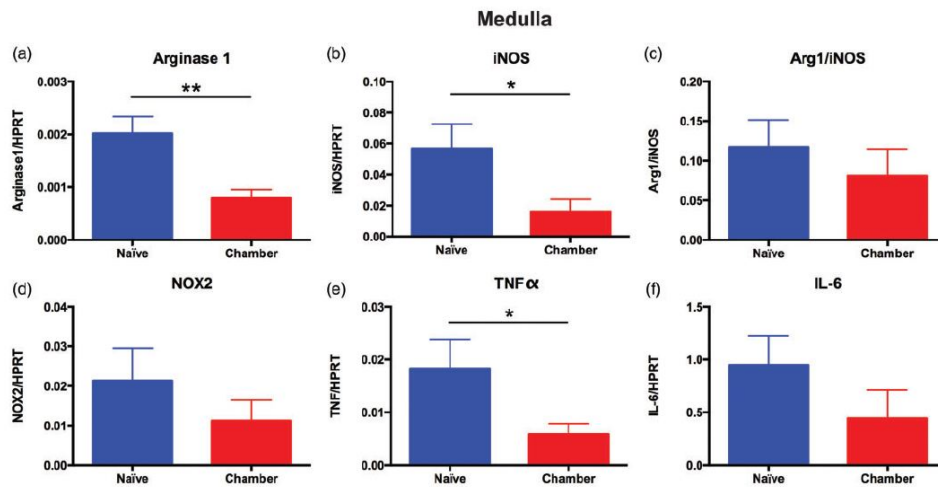 Medulla
(a)
Arginase 1
**
Arginase1/HPRT
0.003
0.002
0.001
0.000
Naïve
Chamber
(b)
iNOS
*
iNOS/HPRT
0.10
0.08
0.06
0.04
0.02
0.00
Naïve
Chamber
(c)
Arg1/iNOS
Arg1/iNOS
0.20
0.15
0.10
0.05
0.00
Naïve
Chamber
(d)
NOX2
NOX2/HPRT
0.04
0.03
0.02
0.01
0.00
Naïve
Chamber
(e)
TNFα
*
TNF/HPRT
0.03
0.02
0.01
0.00
Naïve
Chamber
(f)
IL-6
IL-6/HPRT
1.5
1.0
0.5
0.0
Naïve
Chamber